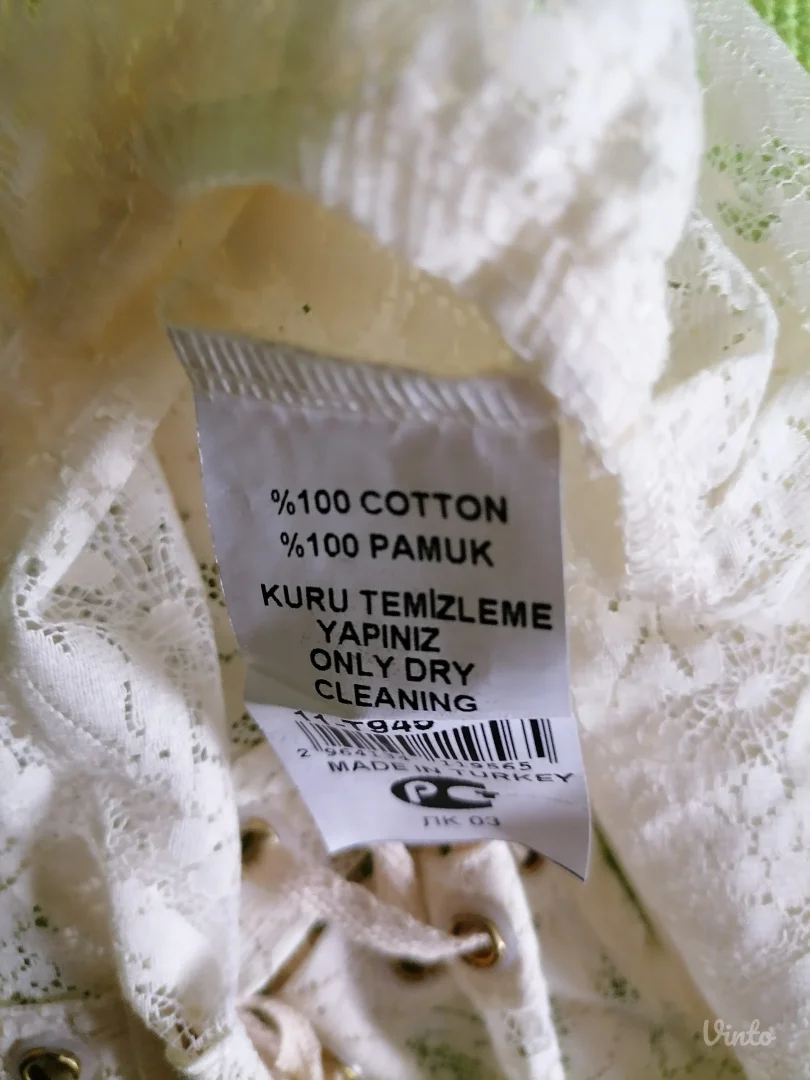 %100 COTTON
%100 PAMUK
KURU TEMİZLEME
YAPINIZ
ONLY DRY
CLEANING
MADE IN TURKEY
PC
ЛК 03
Vinto